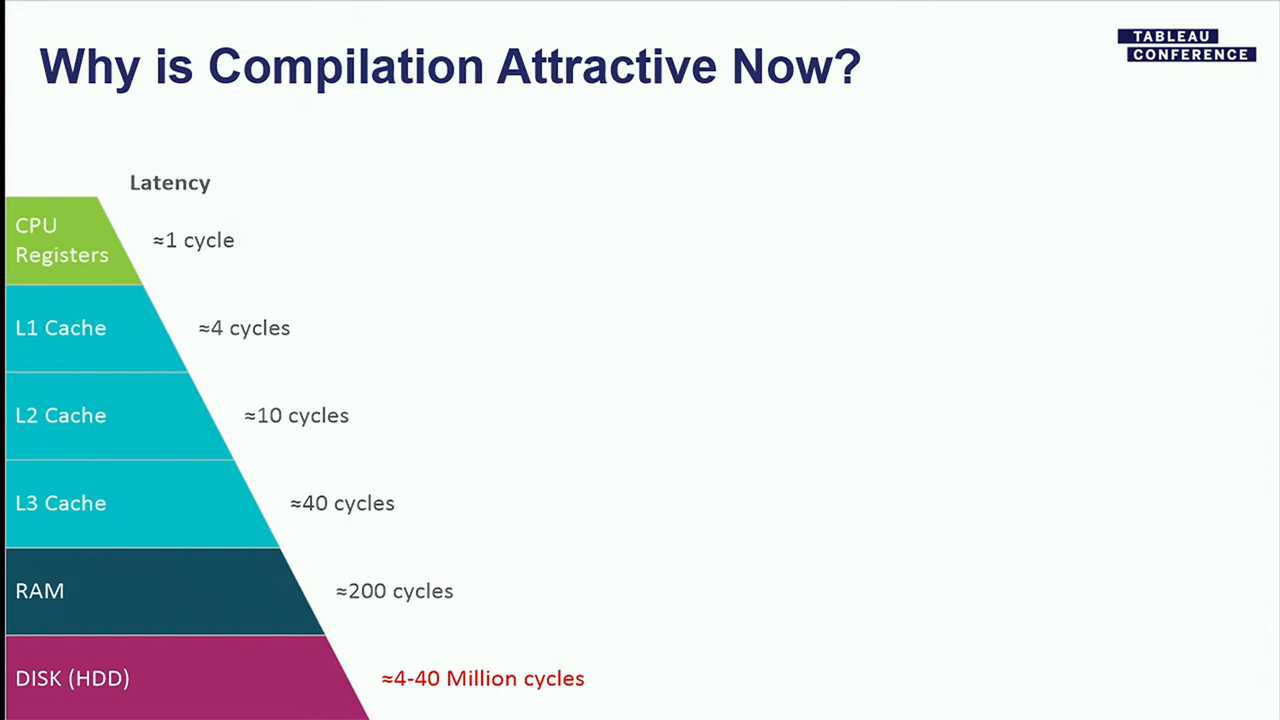 Why is Compilation Attractive Now?
TABLEAU
CONFERENCE
Latency
CPU
Registers
≈1 cycle
L1 Cache
≈4 cycles
L2 Cache
≈10 cycles
L3 Cache
≈40 cycles
RAM
≈200 cycles
DISK (HDD)
≈4-40 Million cycles